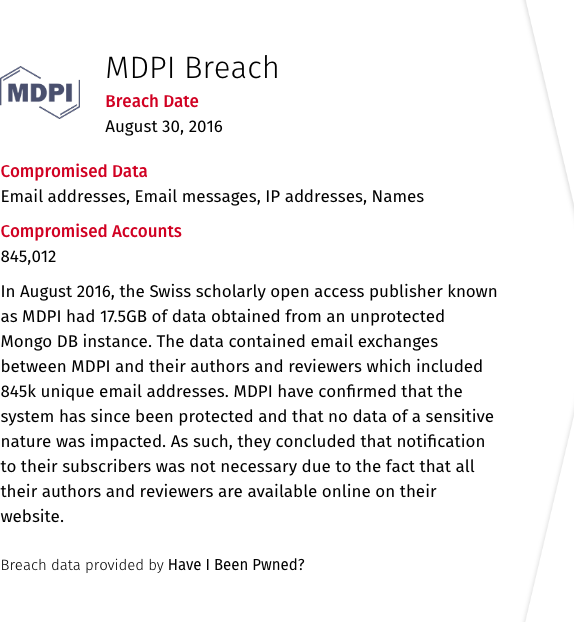 MDPI
MDPI Breach
Breach Date
August 30, 2016
Compromised Data
Email addresses, Email messages, IP addresses, Names
Compromised Accounts
845,012
In August 2016, the Swiss scholarly open access publisher known
as MDPI had 17.5GB of data obtained from an unprotected
Mongo DB instance. The data contained email exchanges
between MDPI and their authors and reviewers which included
845k unique email addresses. MDPI have confirmed that the
system has since been protected and that no data of a sensitive
nature was impacted. As such, they concluded that notification
to their subscribers was not necessary due to the fact that all
their authors and reviewers are available online on their
website.
Breach data provided by Have I Been Pwned?